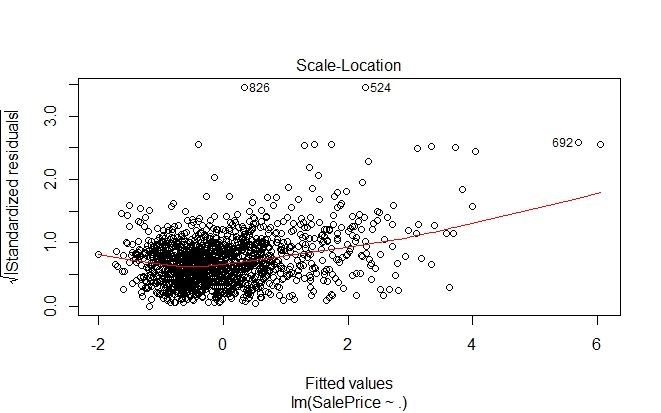 Scale-Location
√|Standardized residuals|
3.0
2.0
1.0
0.0
826
524
692
-2 0 2 4 6
Fitted values
lm(SalePrice ~ .)